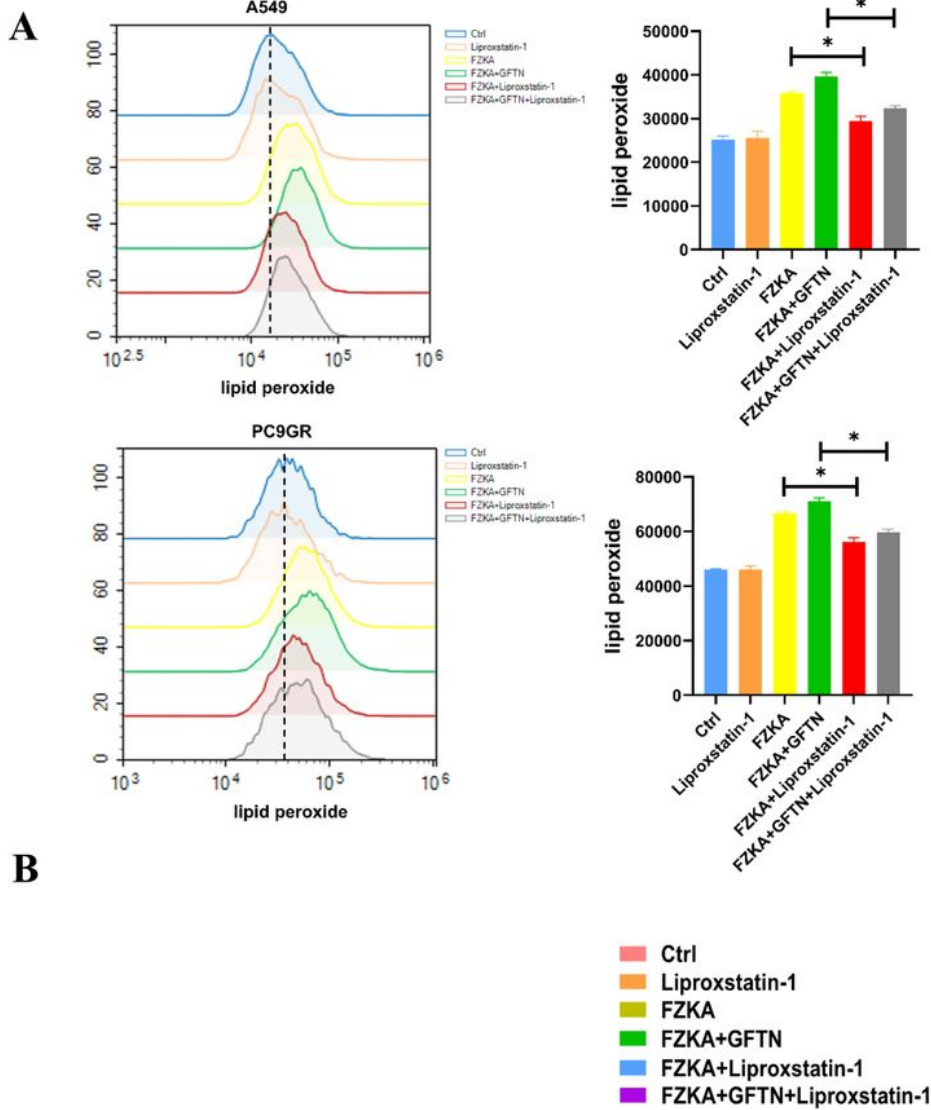 A
A549
100
80
60
40
20
0
10^2.5
10^4
10^5
10^6
lipid peroxide
Ctrl
Liproxstatin-1
FZKA
FZKA+GFTN
FZKA+Liproxstatin-1
FZKA+GFTN+Liproxstatin-1
*
*
50000
40000
30000
20000
10000
0
lipid peroxide
Ctrl
Liproxstatin-1
FZKA
FZKA+GFTN
FZKA+Liproxstatin-1
FZKA+GFTN+Liproxstatin-1
PC9GR
100
80
60
40
20
0
10^3
10^4
10^5
10^6
lipid peroxide
Ctrl
Liproxstatin-1
FZKA
FZKA+GFTN
FZKA+Liproxstatin-1
FZKA+GFTN+Liproxstatin-1
*
*
80000
60000
40000
20000
0
lipid peroxide
Ctrl
Liproxstatin-1
FZKA
FZKA+GFTN
FZKA+Liproxstatin-1
FZKA+GFTN+Liproxstatin-1
B
Ctrl
Liproxstatin-1
FZKA
FZKA+GFTN
FZKA+Liproxstatin-1
FZKA+GFTN+Liproxstatin-1